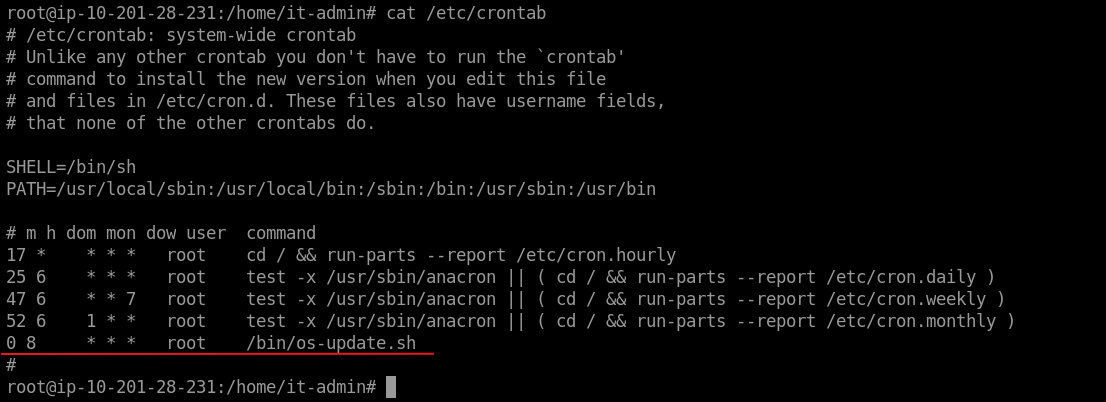 root@ip-10-201-28-231:/home/it-admin# cat /etc/crontab
# /etc/crontab: system-wide crontab
# Unlike any other crontab you don't have to run the `crontab'
# command to install the new version when you edit this file
# and files in /etc/cron.d. These files also have username fields,
# that none of the other crontabs do.

SHELL=/bin/sh
PATH=/usr/local/sbin:/usr/local/bin:/sbin:/bin:/usr/sbin:/usr/bin

# m h dom mon dow user  command
17 *    * * *   root    cd / && run-parts --report /etc/cron.hourly
25 6    * * *   root    test -x /usr/sbin/anacron || ( cd / && run-parts --report /etc/cron.daily )
47 6    * * 7   root    test -x /usr/sbin/anacron || ( cd / && run-parts --report /etc/cron.weekly )
52 6    1 * *   root    test -x /usr/sbin/anacron || ( cd / && run-parts --report /etc/cron.monthly )
0 8     * * *   root    /bin/os-update.sh
#
root@ip-10-201-28-231:/home/it-admin#